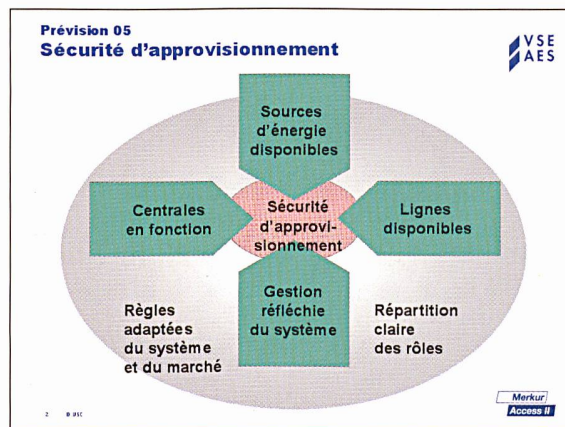 Prévision 05
Sécurité d'approvisionnement
VSE
AES
Sources
d'énergie
disponibles
Centrales
en fonction
Sécurité
d'approvi-
sionnement
Lignes
disponibles
Gestion
réfléchie
du système
Règles
adaptées
du système
et du marché
Répartition
claire
des rôles
2
Merkur
Access II